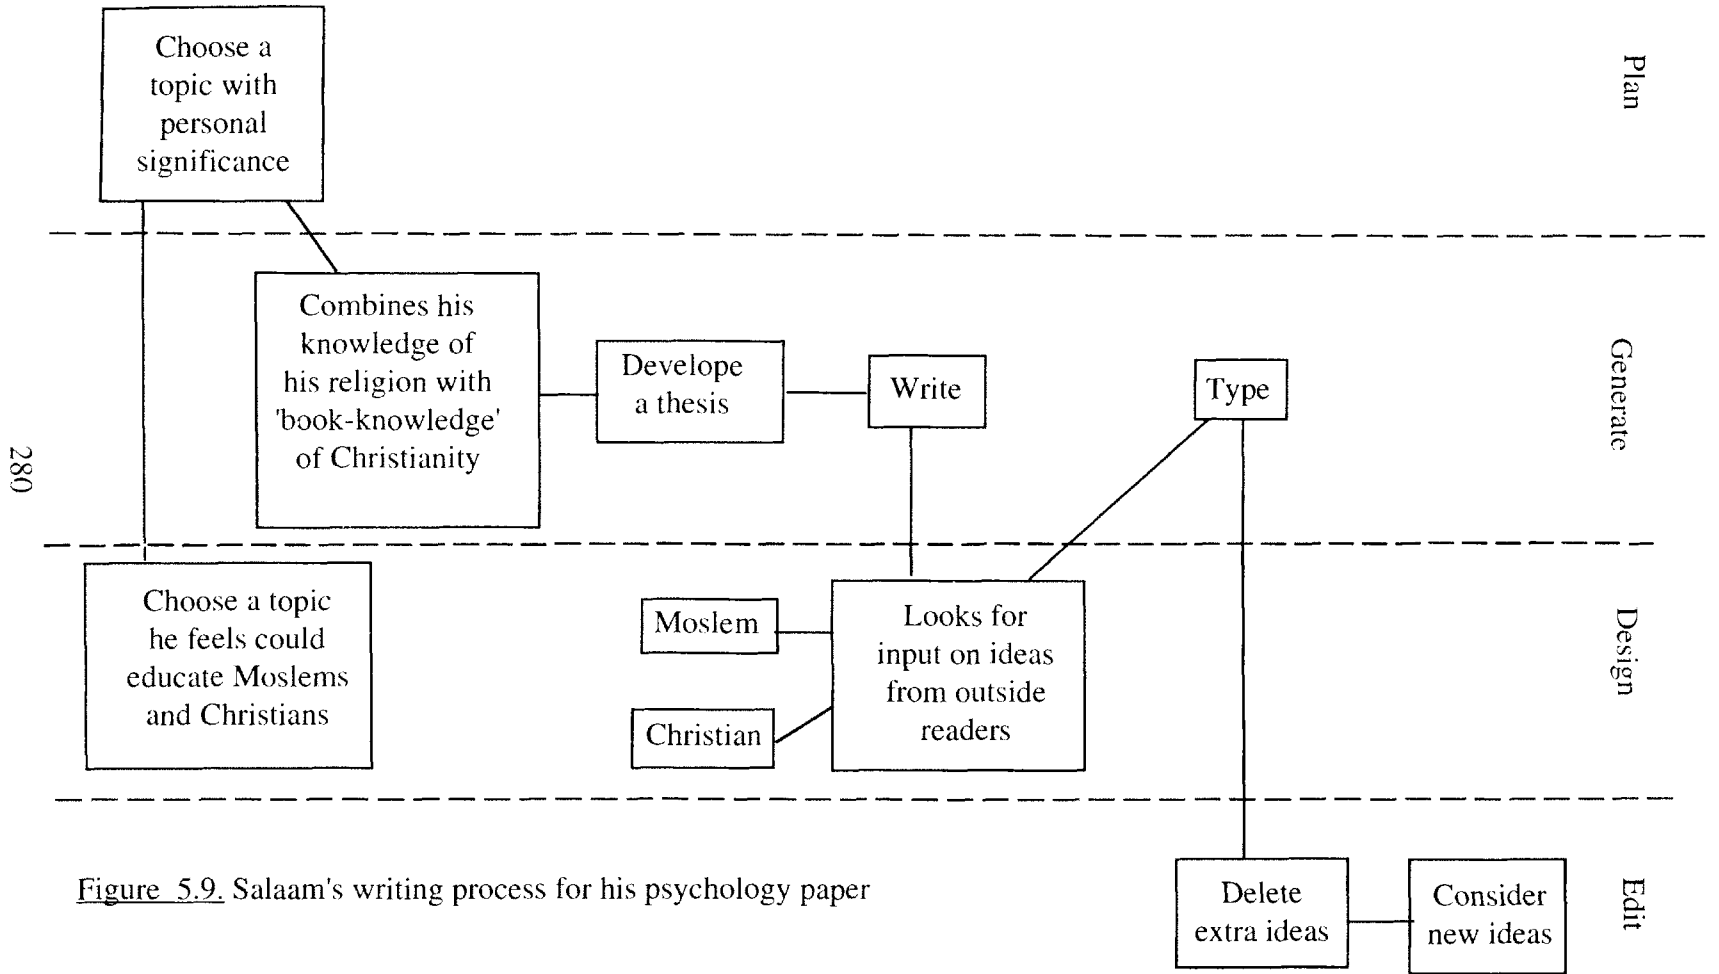 Choose a
topic with
personal
significance
Plan
Combines his
knowledge of
his religion with
'book-knowledge'
of Christianity
Develope
a thesis
Write
Type
Generate
280
Choose a topic
he feels could
educate Moslems
and Christians
Moslem
Christian
Looks for
input on ideas
from outside
readers
Design
Figure 5.9. Salaam's writing process for his psychology paper
Delete
extra ideas
Consider
new ideas
Edit